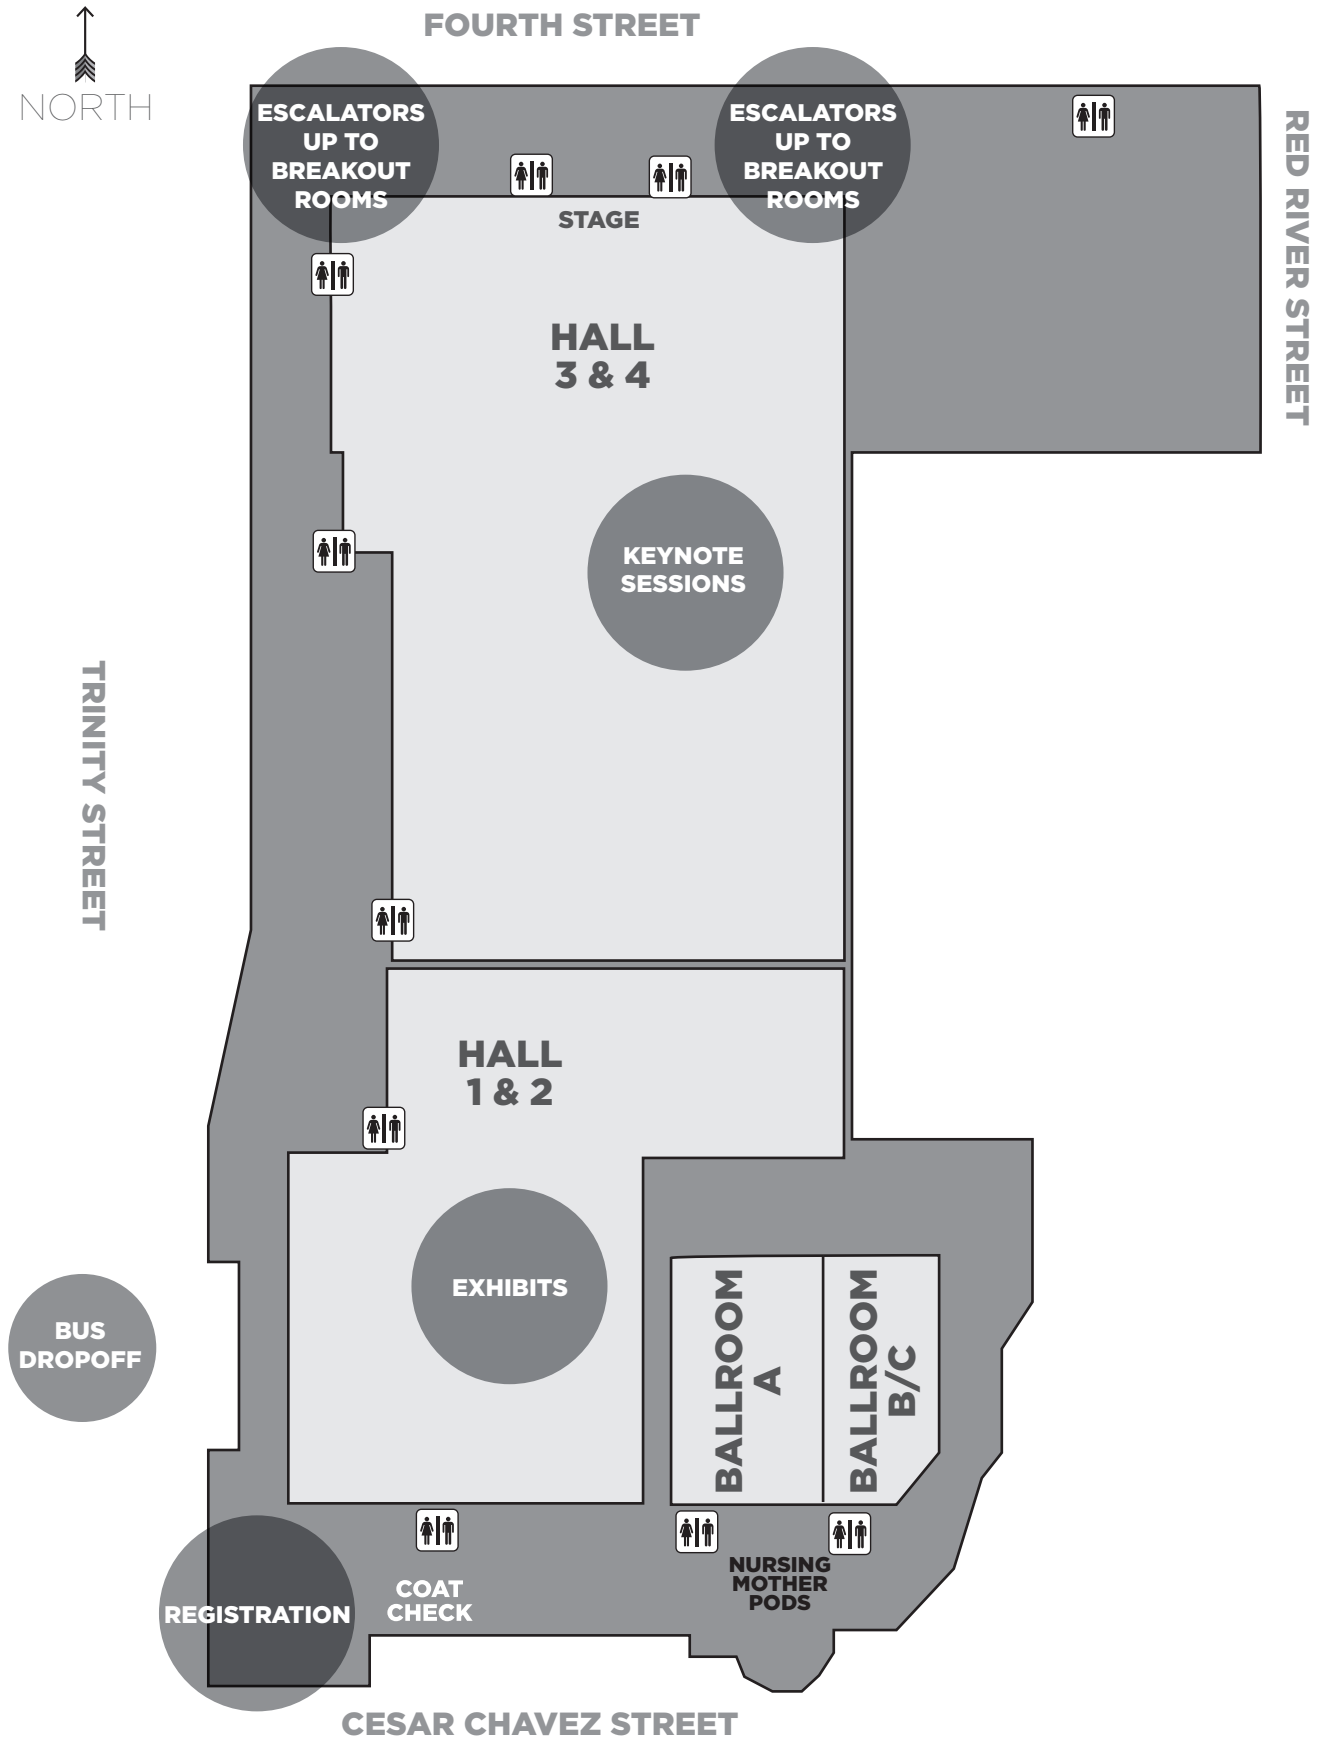 FOURTH STREET
NORTH
ESCALATORS
UP TO
BREAKOUT
ROOMS
ESCALATORS
UP TO
BREAKOUT
ROOMS
RED RIVER STREET
STAGE
HALL
3 & 4
KEYNOTE
SESSIONS
TRINITY STREET
HALL
1 & 2
EXHIBITS
BUS
DROPOFF
BALLROOM
A
BALLROOM
B/C
NURSING
MOTHER
PODS
COAT
CHECK
REGISTRATION
CESAR CHAVEZ STREET